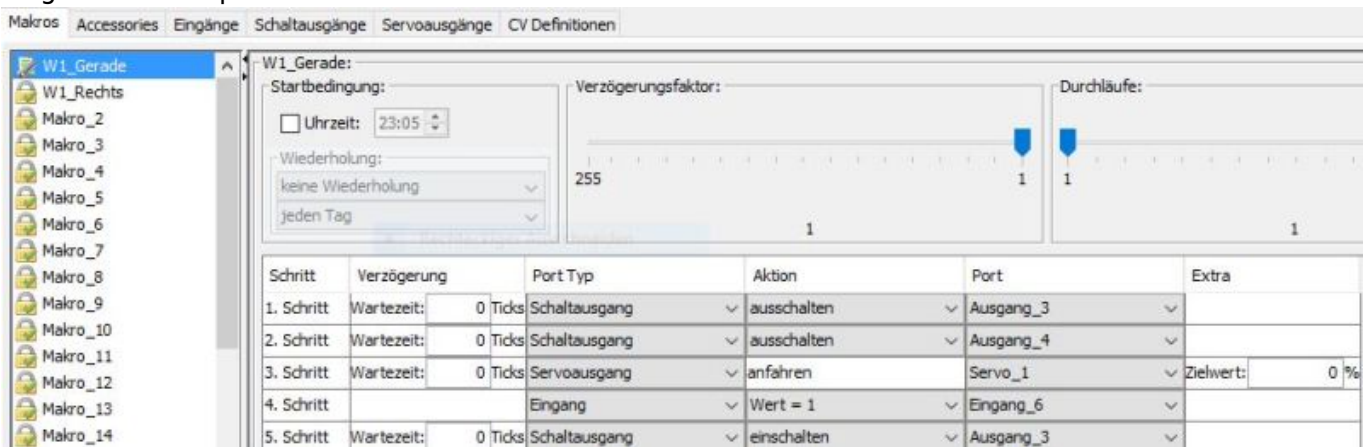 Makros Accessories Eingänge Schaltausgänge Servoausgänge CV Definitionen
W1_Gerade
W1_Rechts
Makro_2
Makro_3
Makro_4
Makro_5
Makro_6
Makro_7
Makro_8
Makro_9
Makro_10
Makro_11
Makro_12
Makro_13
Makro_14
W1_Gerade:
Startbedingung:
Uhrzeit: 23:05
Wiederholung:
keine Wiederholung
jeden Tag
Verzögerungsfaktor:
255 1
1
Durchläufe:
1
1
Schritt Verzögerung Port Typ Aktion Port Extra
1. Schritt Wartezeit: 0 Ticks Schaltausgang ausschalten Ausgang_3
2. Schritt Wartezeit: 0 Ticks Schaltausgang ausschalten Ausgang_4
3. Schritt Wartezeit: 0 Ticks Servoausgang anfahren Servo_1 Zielwert: 0 %
4. Schritt Eingang Wert = 1 Eingang_6
5. Schritt Wartezeit: 0 Ticks Schaltausgang einschalten Ausgang_3